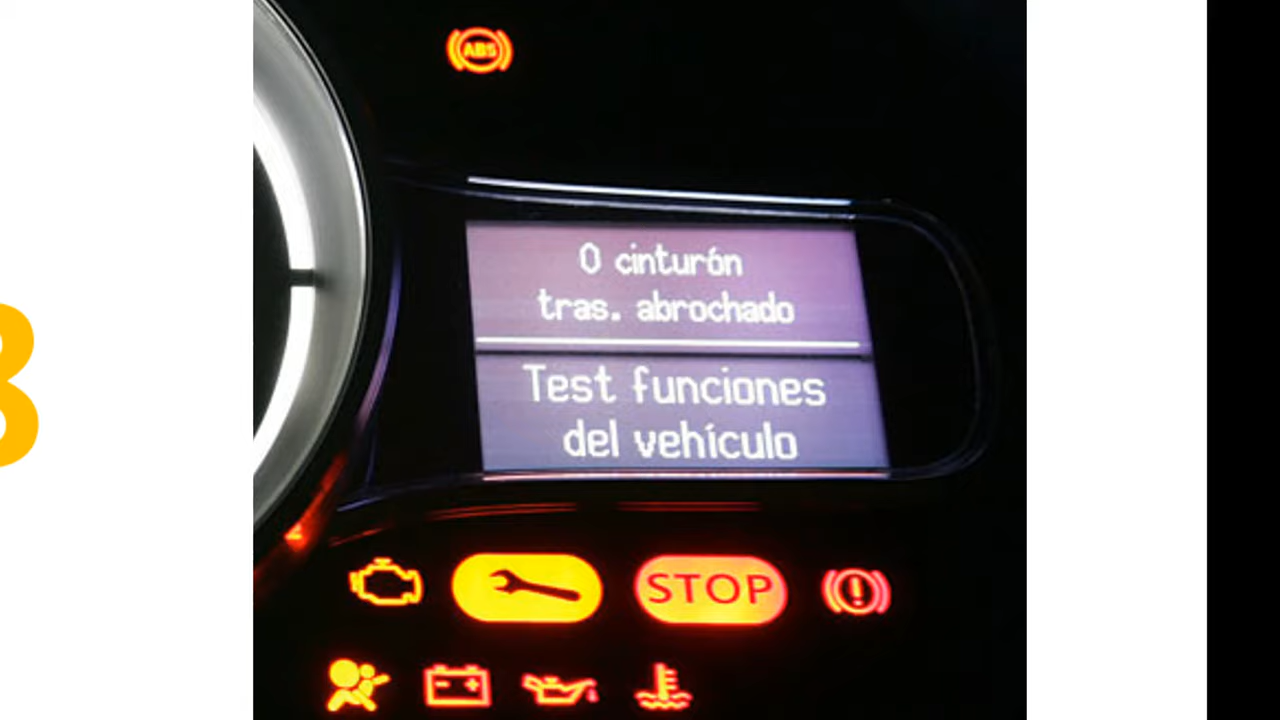 ABS
0 cinturón
tras. abrochado
Test funciones
del vehículo
STOP